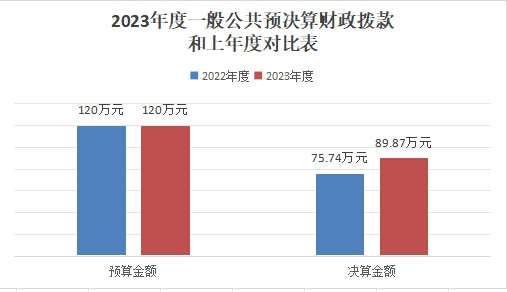 2023年度一般公共预决算财政拨款
和上年度对比表
2022年度 2023年度
120万元 120万元
75.74万元 89.87万元
预算金额 决算金额